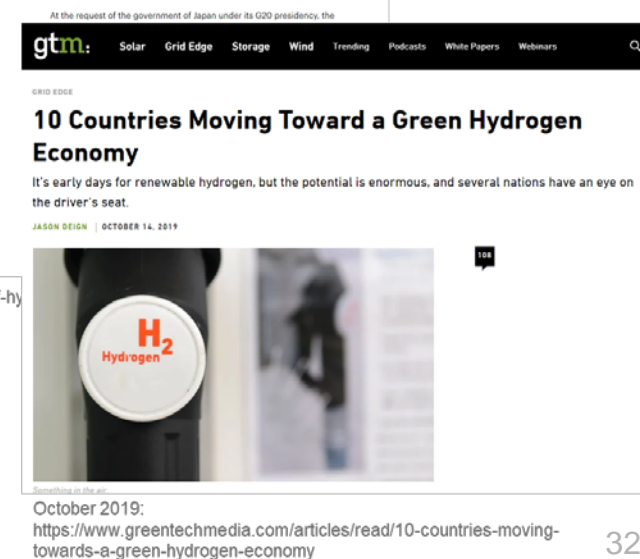 At the request of the government of Japan under its G20 presidency, the
gtm:
Solar Grid Edge Storage Wind Trending Podcasts White Papers Webinars
GRID EDGE
10 Countries Moving Toward a Green Hydrogen
Economy
It's early days for renewable hydrogen, but the potential is enormous, and several nations have an eye on
the driver's seat.
JASON DEIGN | OCTOBER 14, 2019
108
-hy
H2
Hydrogen
Something in the air.
October 2019:
https://www.greentechmedia.com/articles/read/10-countries-moving-
towards-a-green-hydrogen-economy
32